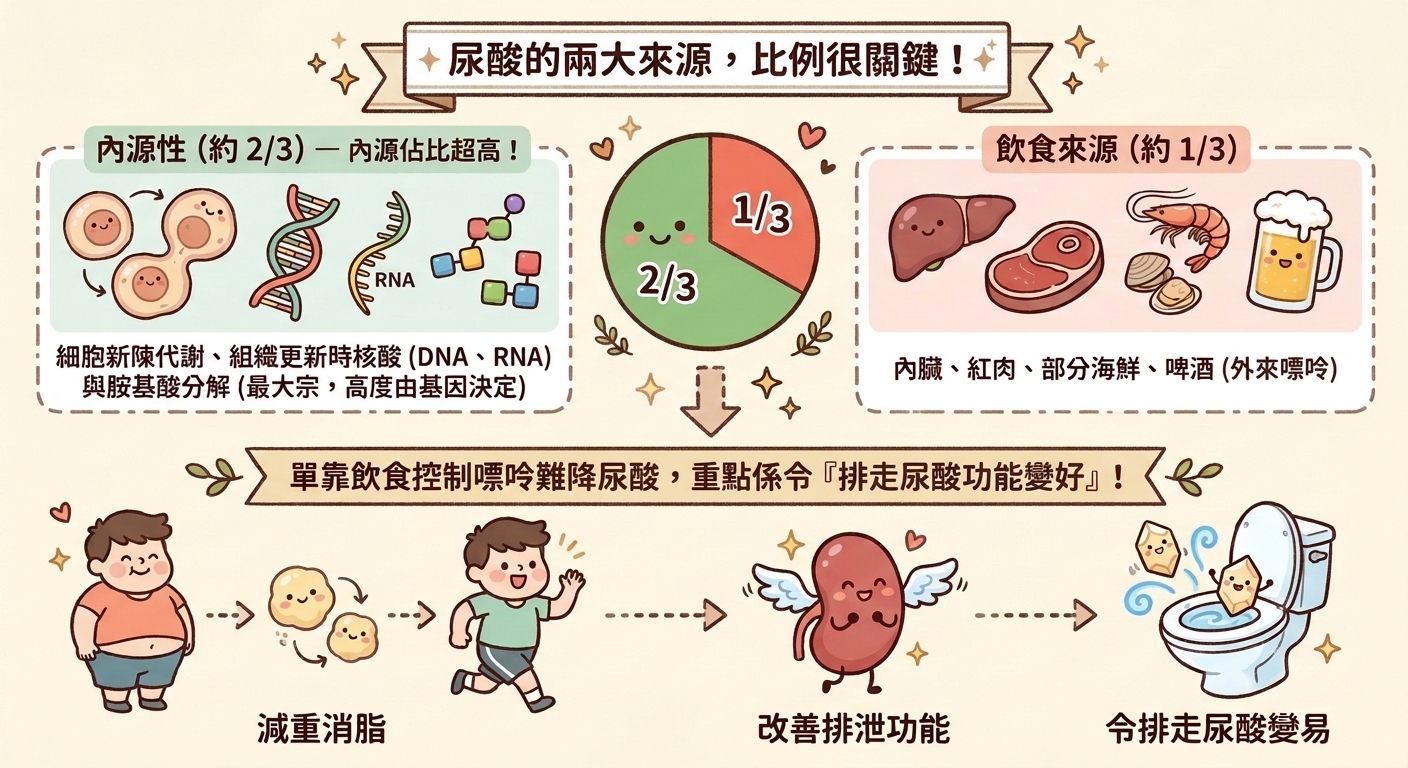 尿酸的兩大來源，比例很關鍵！
內源性（約 2/3）— 內源佔比超高！
RNA
細胞新陳代謝、組織更新時核酸 (DNA、RNA)
與胺基酸分解 (最大宗，高度由基因決定)
1/3
2/3
飲食來源（約 1/3）
內臟、紅肉、部分海鮮、啤酒 (外來嘌呤)
單靠飲食控制嘌呤難降尿酸，重點係令『排走尿酸功能變好』！
減重消脂
改善排泄功能
令排走尿酸變易